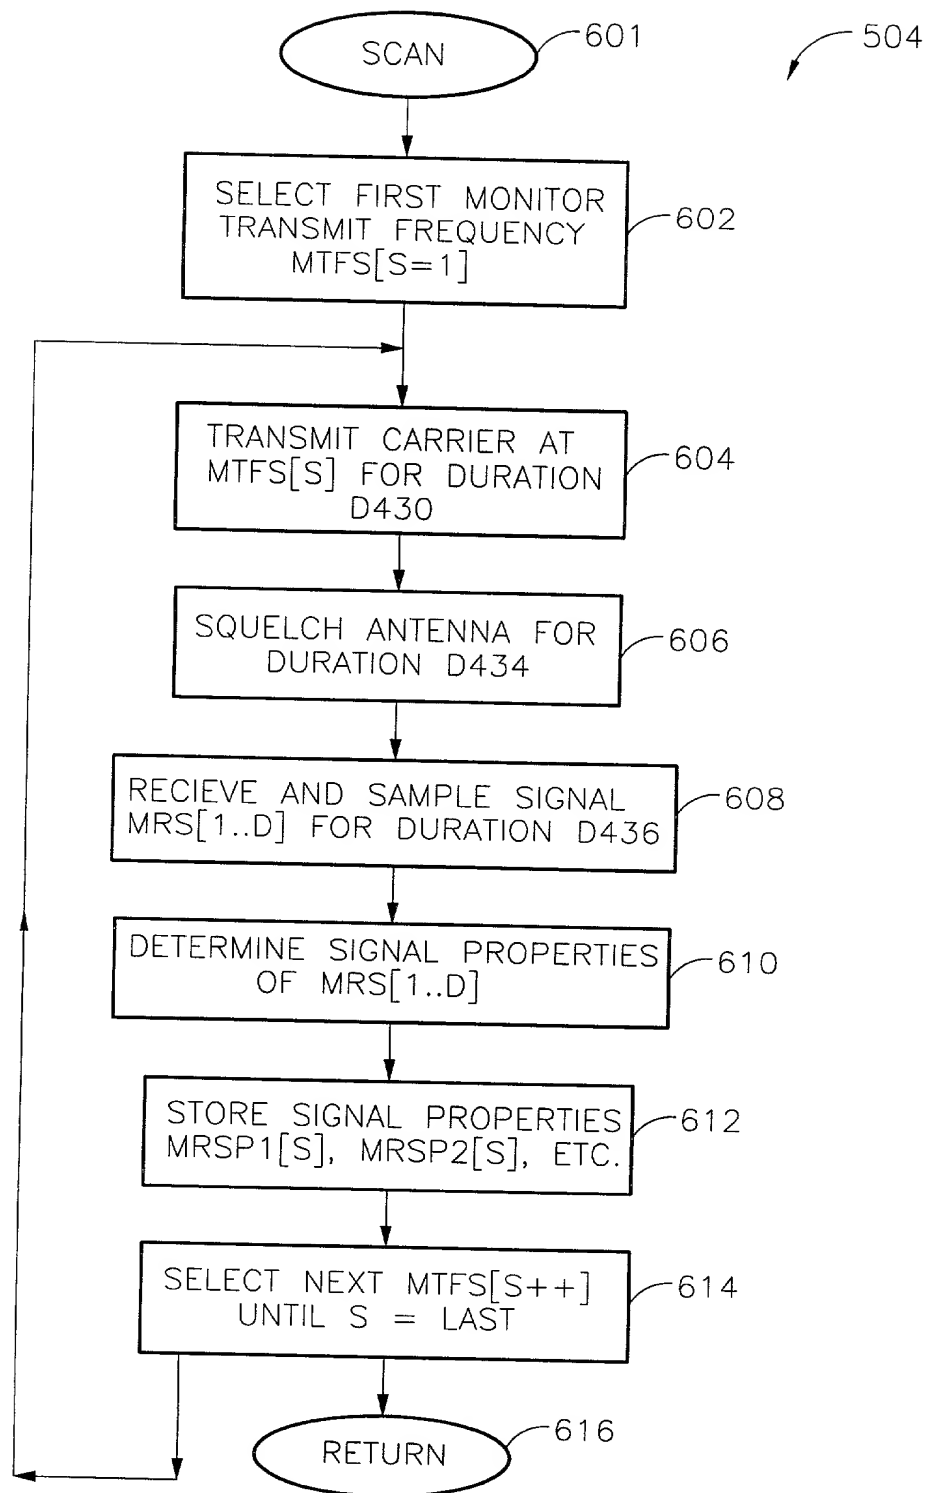 SCAN
601
504
SELECT FIRST MONITOR
TRANSMIT FREQUENCY
MTFS[S=1]
602
TRANSMIT CARRIER AT
MTFS[S] FOR DURATION
D430
604
SQUELCH ANTENNA FOR
DURATION D434
606
RECIEVE AND SAMPLE SIGNAL
MRS[1..D] FOR DURATION D436
608
DETERMINE SIGNAL PROPERTIES
OF MRS[1..D]
610
STORE SIGNAL PROPERTIES
MRSP1[S], MRSP2[S], ETC.
612
SELECT NEXT MTFS[S++]
UNTIL S = LAST
614
RETURN
616